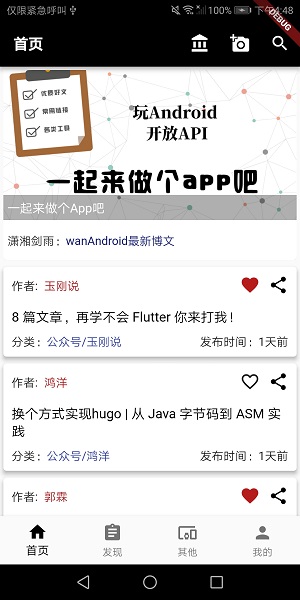 仅限紧急呼叫
100% 下午4:48
DEBUG
首页
优质好文
常用链接
各类工具
玩Android
开放API
一起来做个app吧
一起来做个App吧
潇湘剑雨：wanAndroid最新博文
作者: 玉刚说
8 篇文章，再学不会 Flutter 你来打我！
分类：公众号/玉刚说 发布时间：1天前
作者: 鸿洋
换个方式实现hugo | 从 Java 字节码到 ASM 实
践
分类：公众号/鸿洋 发布时间：1天前
作者: 郭霖
首页 发现 其他 我的